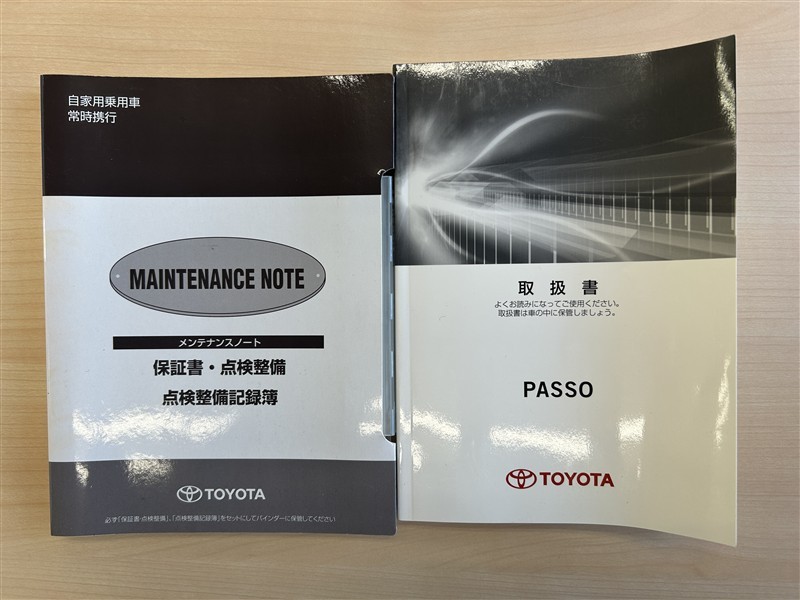 自家用乗用車
常時携行
MAINTENANCE NOTE
メンテナンスノート
保証書・点検整備
点検整備記録簿
TOYOTA
必ず「保証書・点検整備」、「点検整備記録簿」をセットにしてバインダーに保管してください
取扱書
よくお読みになってご使用ください。
取扱書は車の中に保管しましょう。
PASSO
TOYOTA